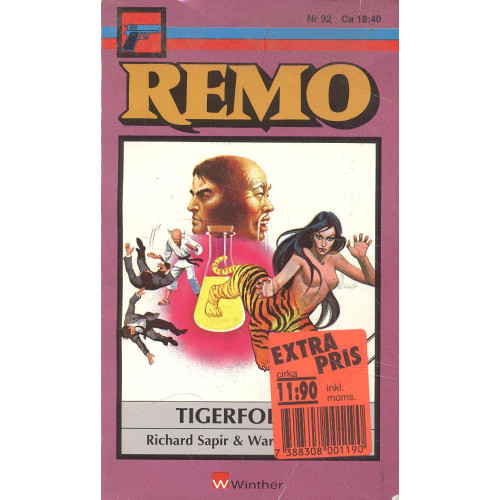 Nr 92 Ca 18:40
REMO
EXTRA
PRIS
cirka
11:90
inkl.
moms.
7 388308 001190
TIGERFO
Richard Sapir & War
Winther